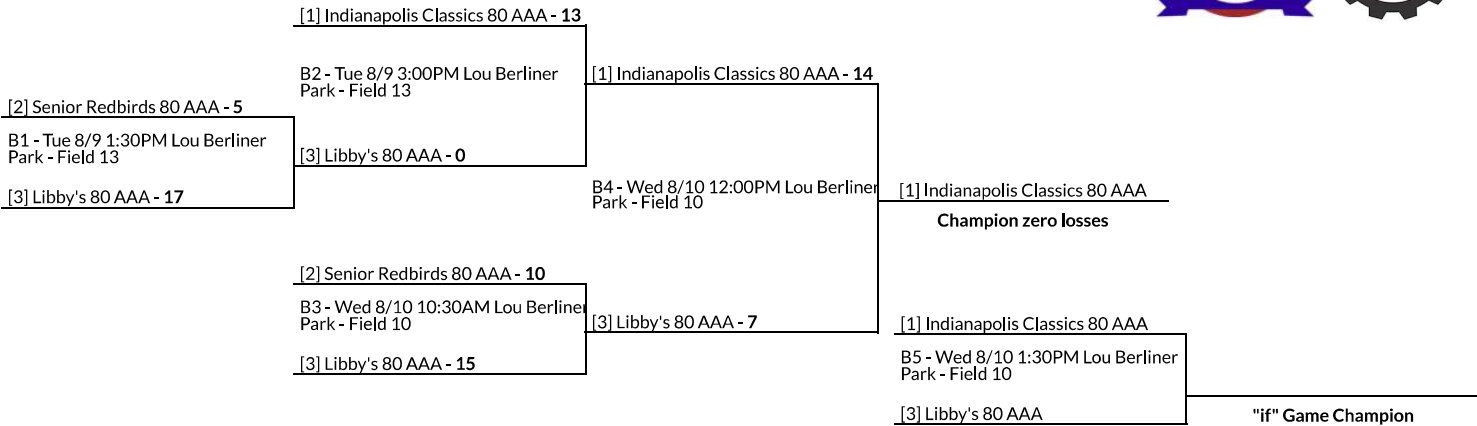 [1] Indianapolis Classics 80 AAA - 13
B2 - Tue 8/9 3:00PM Lou Berliner
Park - Field 13
[1] Indianapolis Classics 80 AAA - 14
[2] Senior Redbirds 80 AAA - 5
B1 - Tue 8/9 1:30PM Lou Berliner
Park - Field 13
[3] Libby's 80 AAA - 0
[3] Libby's 80 AAA - 17
B4 - Wed 8/10 12:00PM Lou Berliner
Park - Field 10
[1] Indianapolis Classics 80 AAA
Champion zero losses
[2] Senior Redbirds 80 AAA - 10
B3 - Wed 8/10 10:30AM Lou Berliner
Park - Field 10
[3] Libby's 80 AAA - 7
[3] Libby's 80 AAA - 15
[1] Indianapolis Classics 80 AAA
B5 - Wed 8/10 1:30PM Lou Berliner
Park - Field 10
[3] Libby's 80 AAA
"if" Game Champion